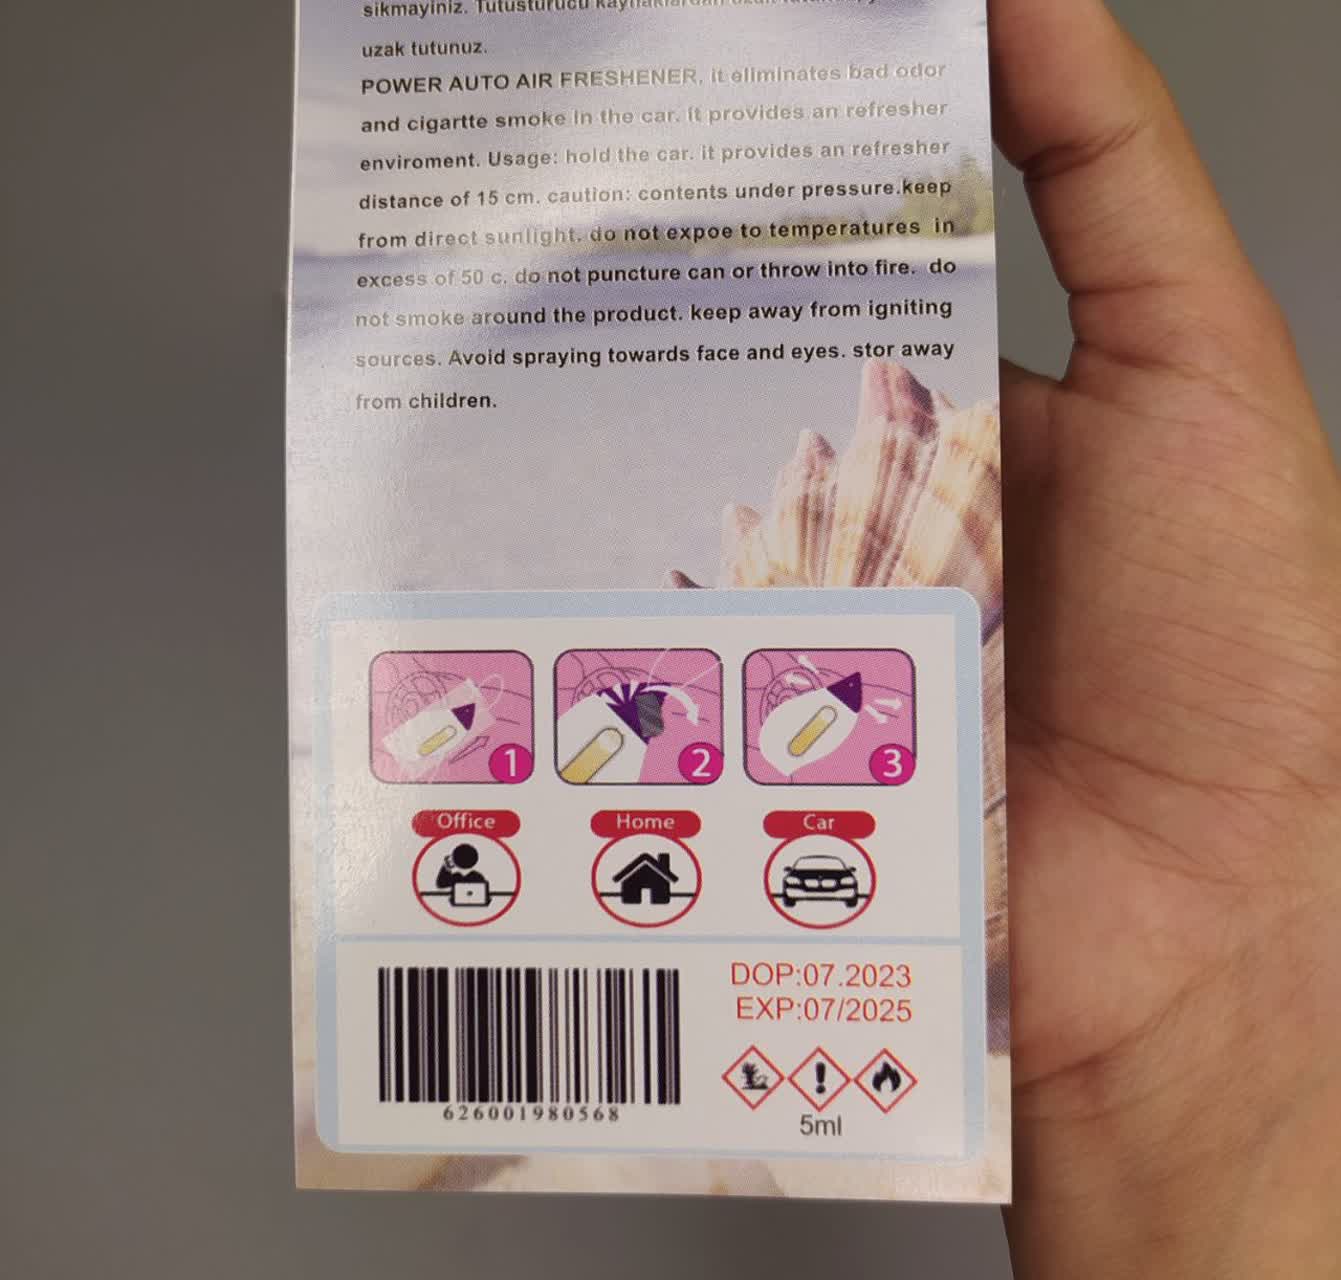 sikmayiniz. Tutusturucu kaynaklardan uzak
uzak tutunuz.
POWER AUTO AIR FRESHENER, it eliminates bad odor
and cigartte smoke in the car. it provides an refresher
enviroment. Usage: hold the car. it provides an refresher
distance of 15 cm. caution: contents under pressure.keep
from direct sunlight. do not expoe to temperatures in
excess of 50 c. do not puncture can or throw into fire. do
not smoke around the product. keep away from igniting
sources. Avoid spraying towards face and eyes. stor away
from children.
1 2 3
Office Home Car
DOP:07.2023
EXP:07/2025
626001980568
5ml